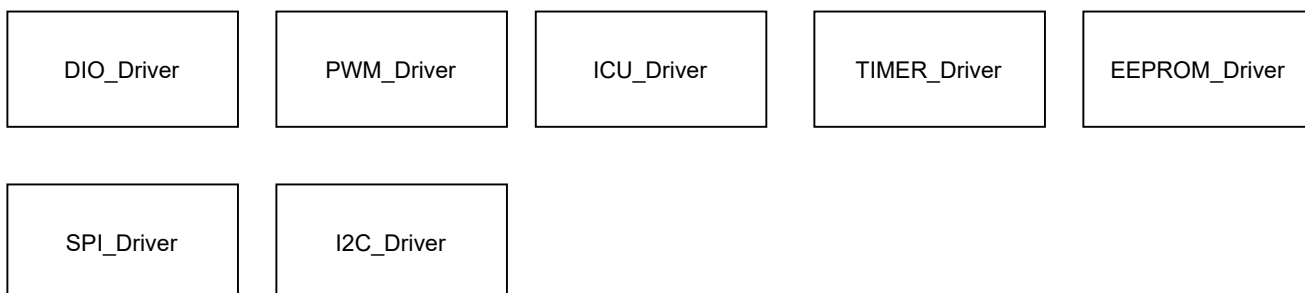 DIO_Driver
PWM_Driver
ICU_Driver
TIMER_Driver
EEPROM_Driver
SPI_Driver
I2C_Driver